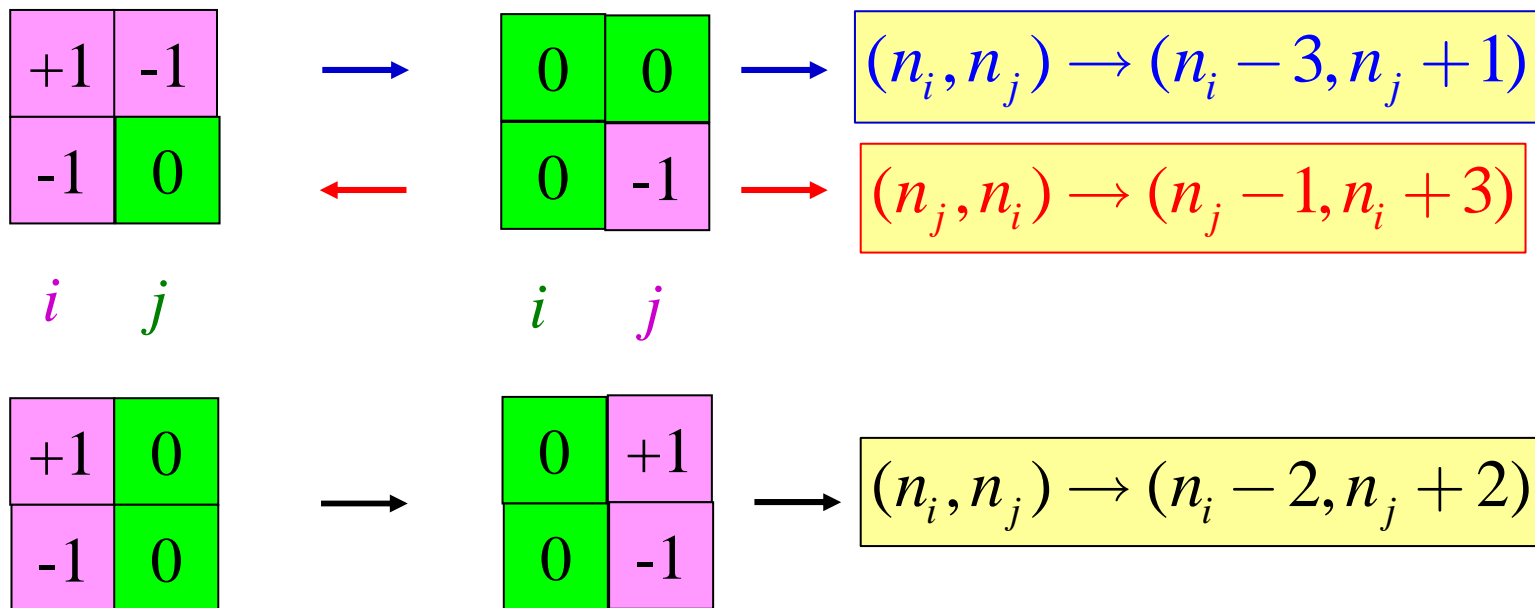 +1 -1 0 0 (n_i, n_j) → (n_i − 3, n_j + 1)
-1 0 0 -1 (n_j, n_i) → (n_j − 1, n_i + 3)
i j i j
+1 0 0 +1 (n_i, n_j) → (n_i − 2, n_j + 2)
-1 0 0 -1